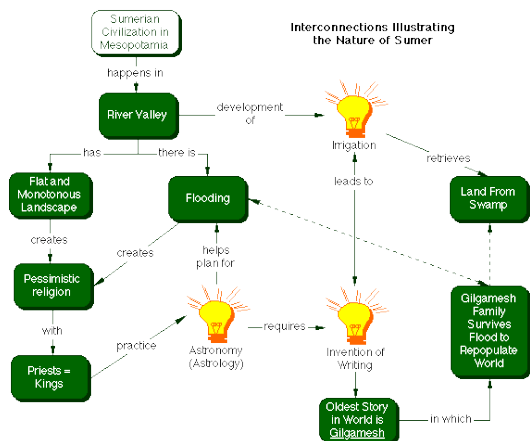 Sumerian
Civilization in
Mesopotamia
Interconnections Illustrating
the Nature of Sumer
happens in
River Valley
development
of
Irrigation
has
there is
retrieves
Flat and
Monotonous
Landscape
Flooding
leads to
Land From
Swamp
creates
creates
helps
plan for
Pessimistic
religion
Gilgamesh
Family
Survives
Flood to
Repopulate
World
with
practice
requires
Astronomy
(Astrology)
Invention of
Writing
Priests =
Kings
Oldest Story
in World is
Gilgamesh
in which